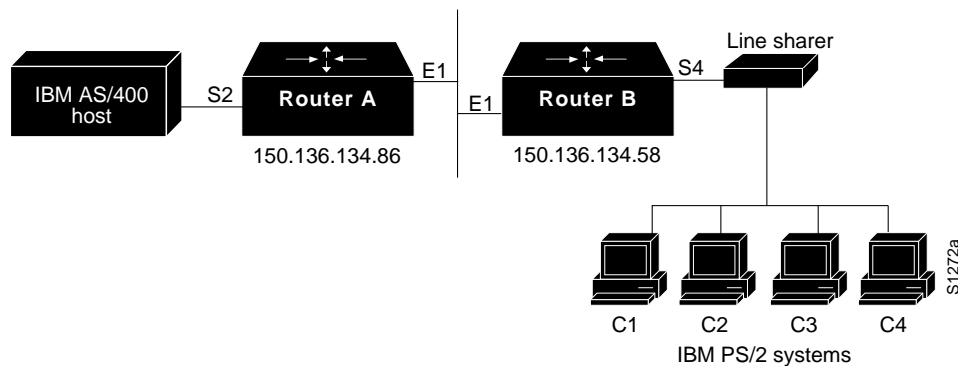 Line sharer
IBM AS/400
host
S2
Router A
E1
E1
Router B
S4
150.136.134.86
150.136.134.58
C1
C2
C3
C4
IBM PS/2 systems
S1272a